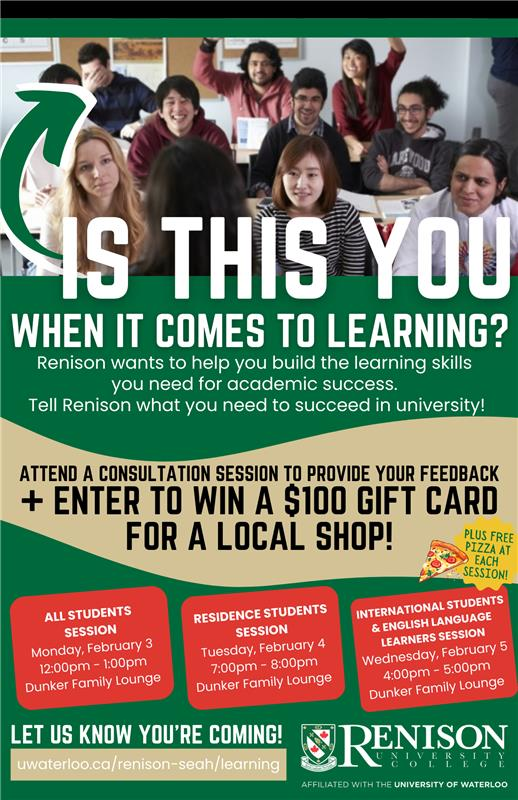 IS THIS YOU
WHEN IT COMES TO LEARNING?
Renison wants to help you build the learning skills
you need for academic success.
Tell Renison what you need to succeed in university!
ATTEND A CONSULTATION SESSION TO PROVIDE YOUR FEEDBACK
+ ENTER TO WIN A $100 GIFT CARD
FOR A LOCAL SHOP!
PLUS FREE
PIZZA AT
EACH
SESSION!
ALL STUDENTS
SESSION
Monday, February 3
12:00pm - 1:00pm
Dunker Family Lounge
RESIDENCE STUDENTS
SESSION
Tuesday, February 4
7:00pm - 8:00pm
Dunker Family Lounge
INTERNATIONAL STUDENTS
& ENGLISH LANGUAGE
LEARNERS SESSION
Wednesday, February 5
4:00pm - 5:00pm
Dunker Family Lounge
LET US KNOW YOU'RE COMING!
uwaterloo.ca/renison-seah/learning
RENISON
UNIVERSITY
COLLEGE
AFFILIATED WITH THE UNIVERSITY OF WATERLOO